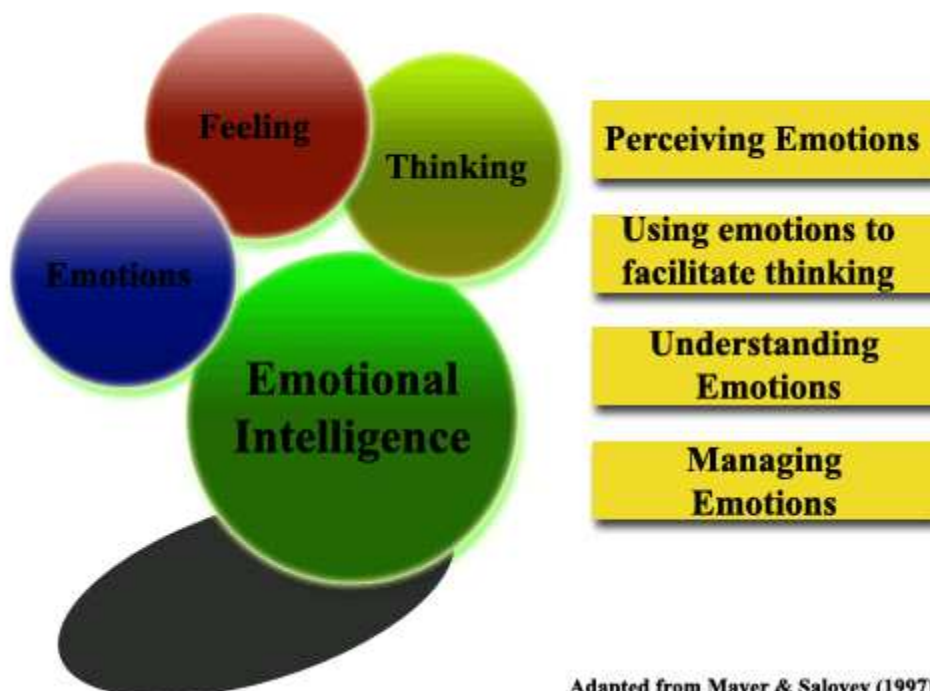 Feeling
Thinking
Emotions
Emotional
Intelligence
Perceiving Emotions
Using emotions to
facilitate thinking
Understanding
Emotions
Managing
Emotions
Adapted from Mayer & Salovey (1997)